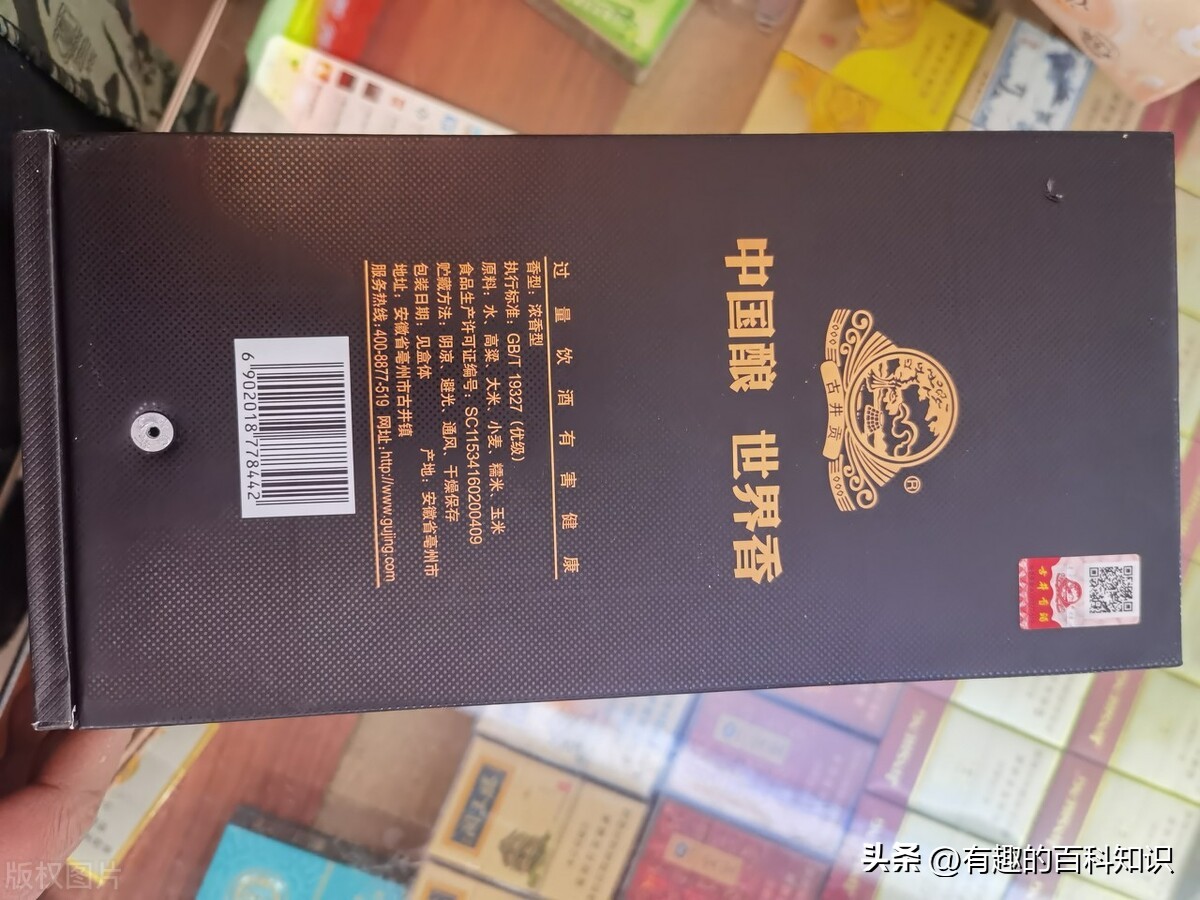 古井贡
®
中国酿 世界香
过量饮酒有害健康
香型：浓香型
执行标准：GB/T 19327（优级）
原料：水、高粱、大米、小麦、糯米、玉米
食品生产许可证编号：SC11534160200409
贮藏方法：阴凉、避光、通风、干燥保存
包装日期：见盒体 产地：安徽省亳州市
地址：安徽省亳州市古井镇
服务热线：400-8877-519 网址：http://www.gujing.com
6 902018 778442
版权图片
头条 @有趣的百科知识